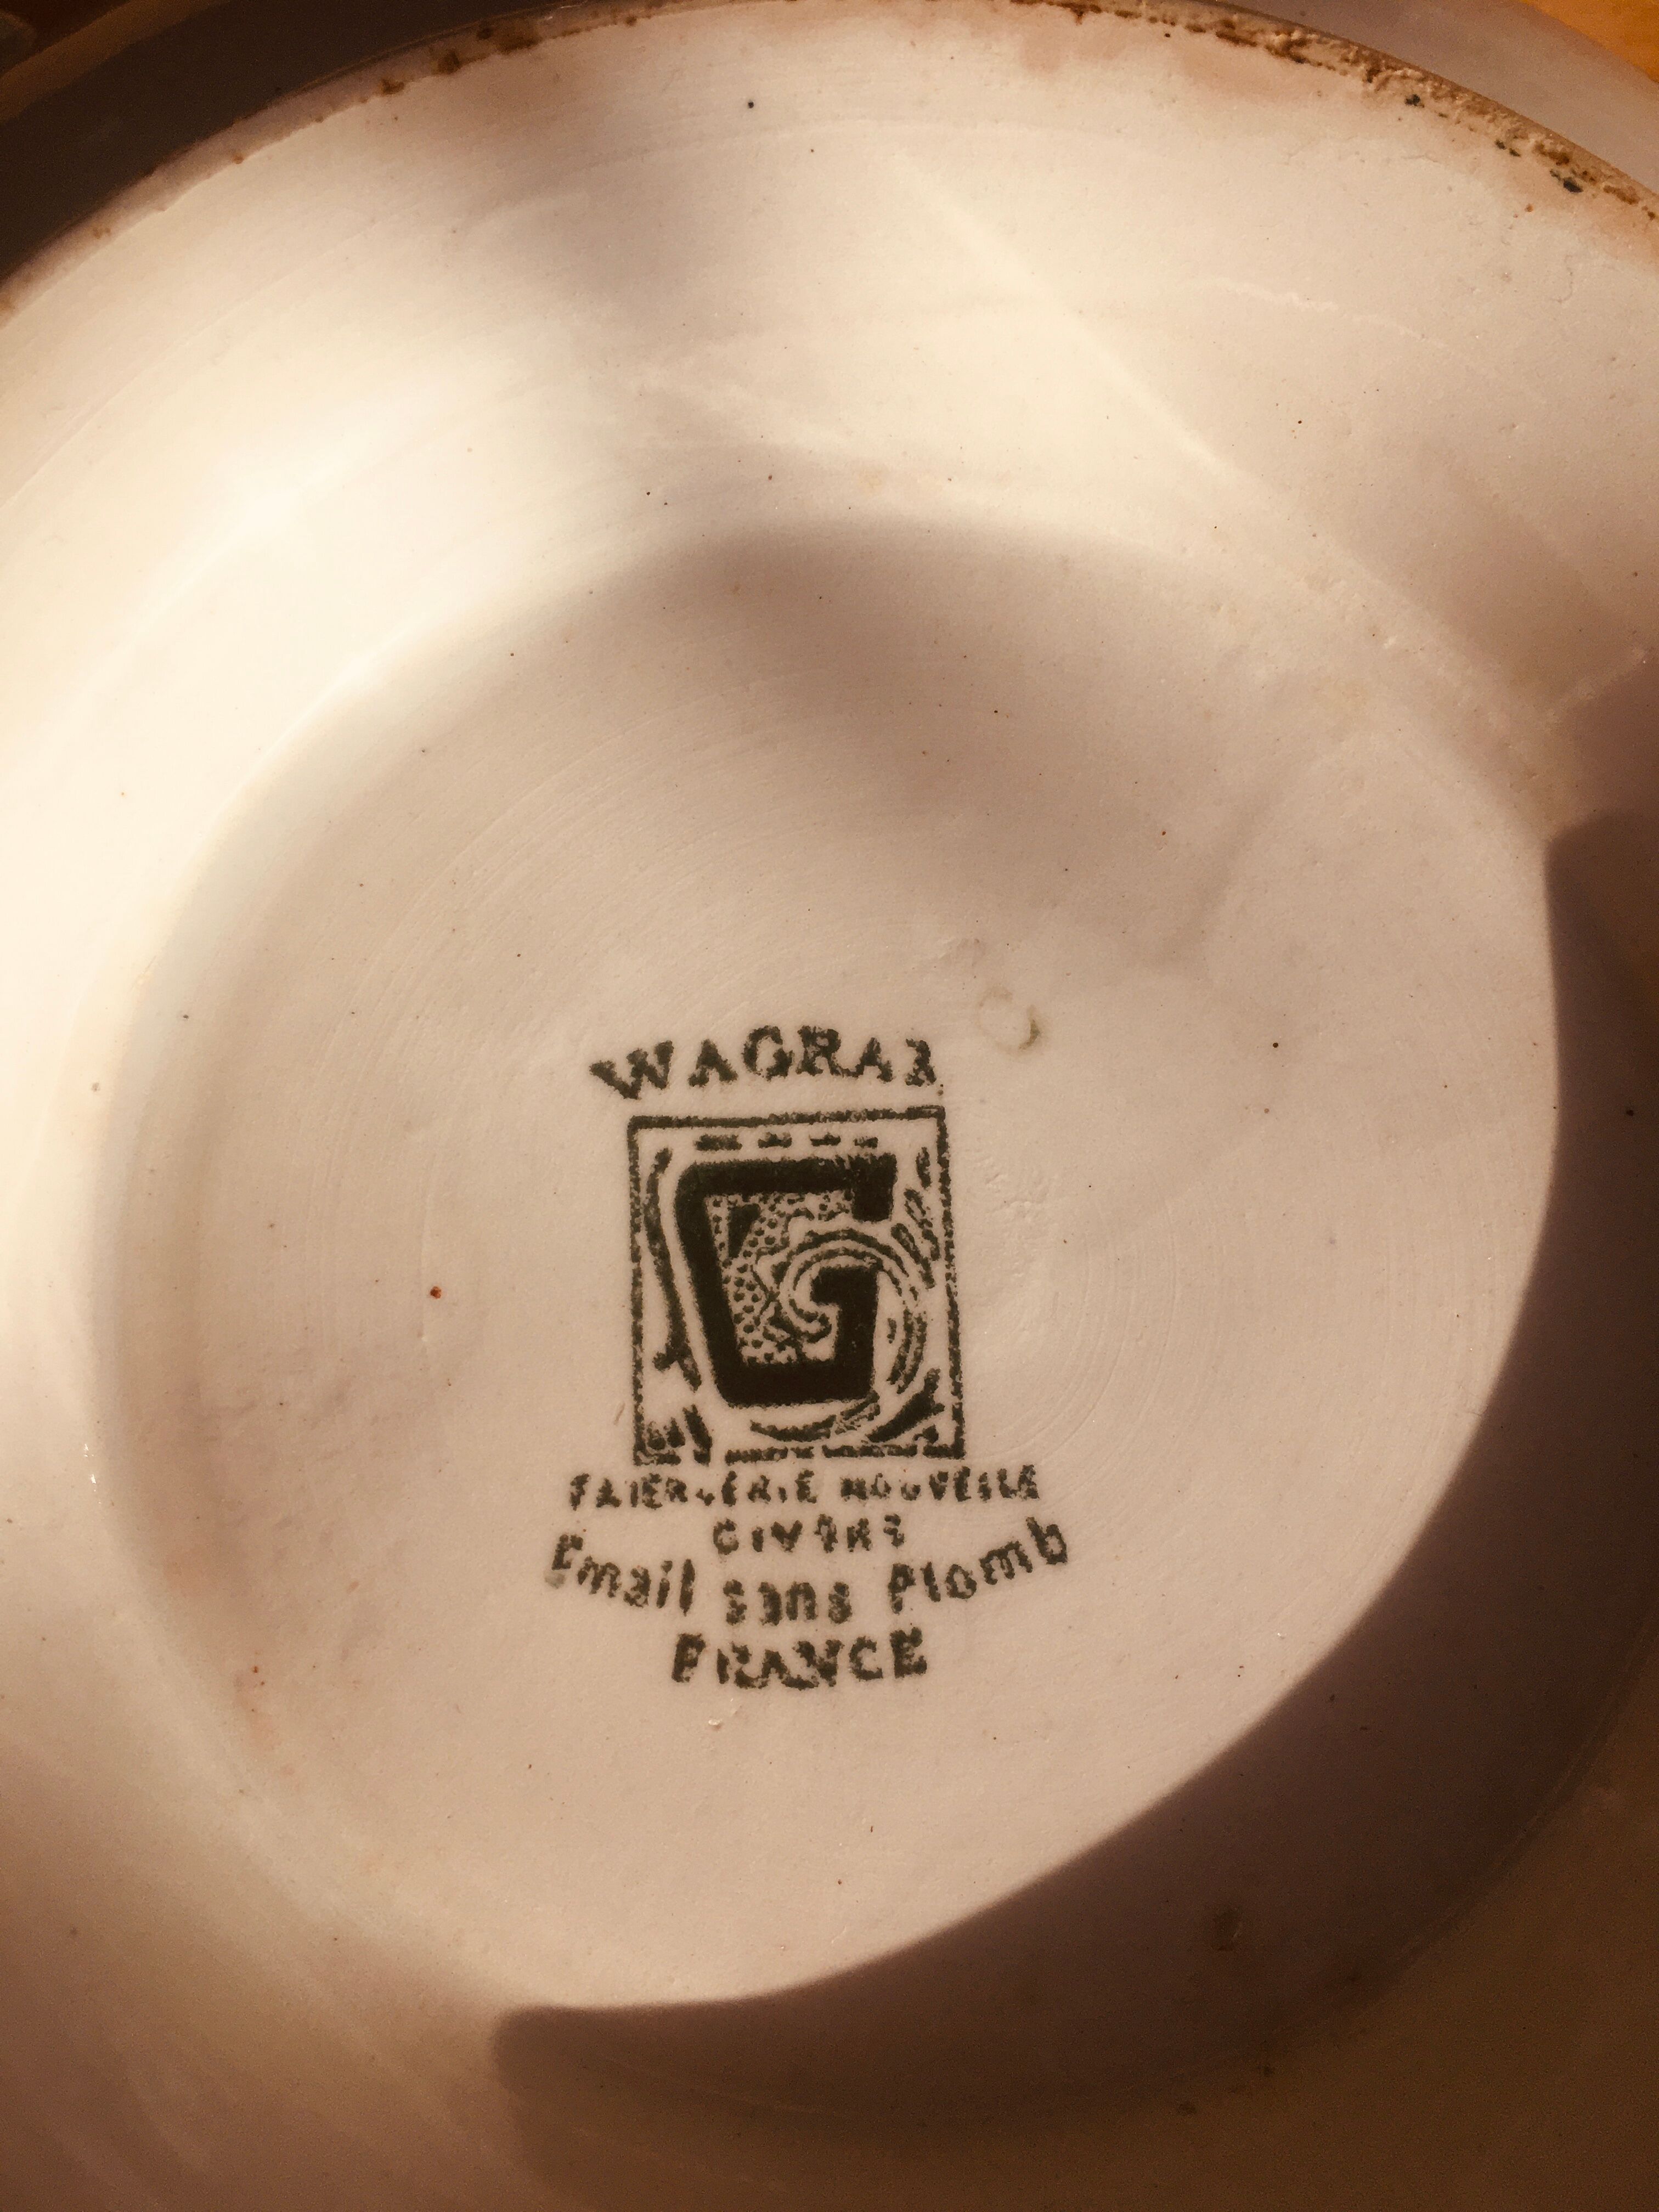 WAGRAM
G
FAIENCERIE NOUVELLE
GIVORS
Email sans Plomb
FRANCE